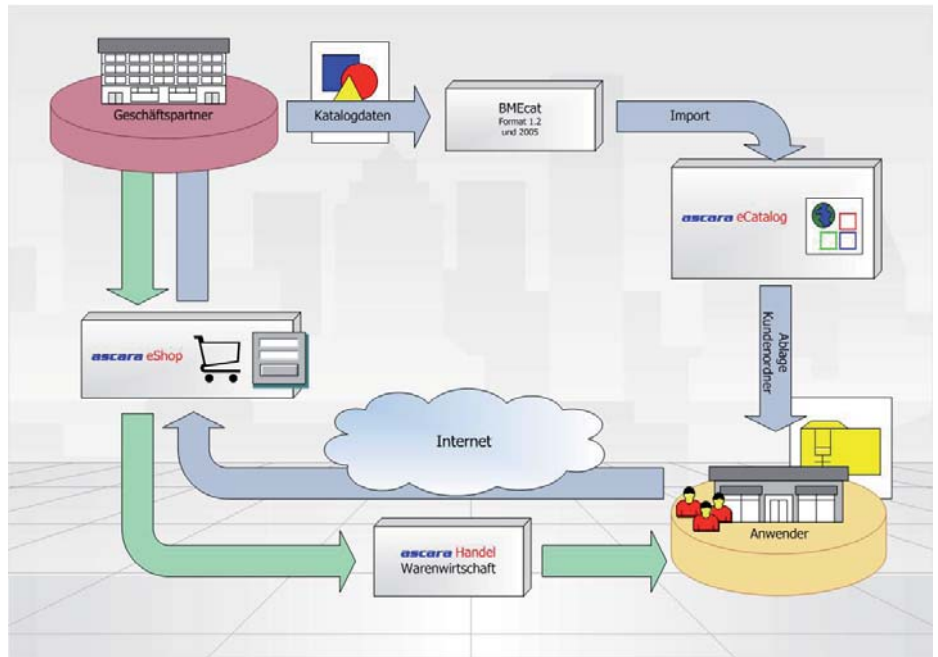 Geschäftspartner
Katalogdaten
BMEcat
Format 1.2
und 2005
Import
ascara eCatalog
Ablage
Kundenordner
ascara eShop
Internet
Anwender
ascara Handel
Warenwirtschaft